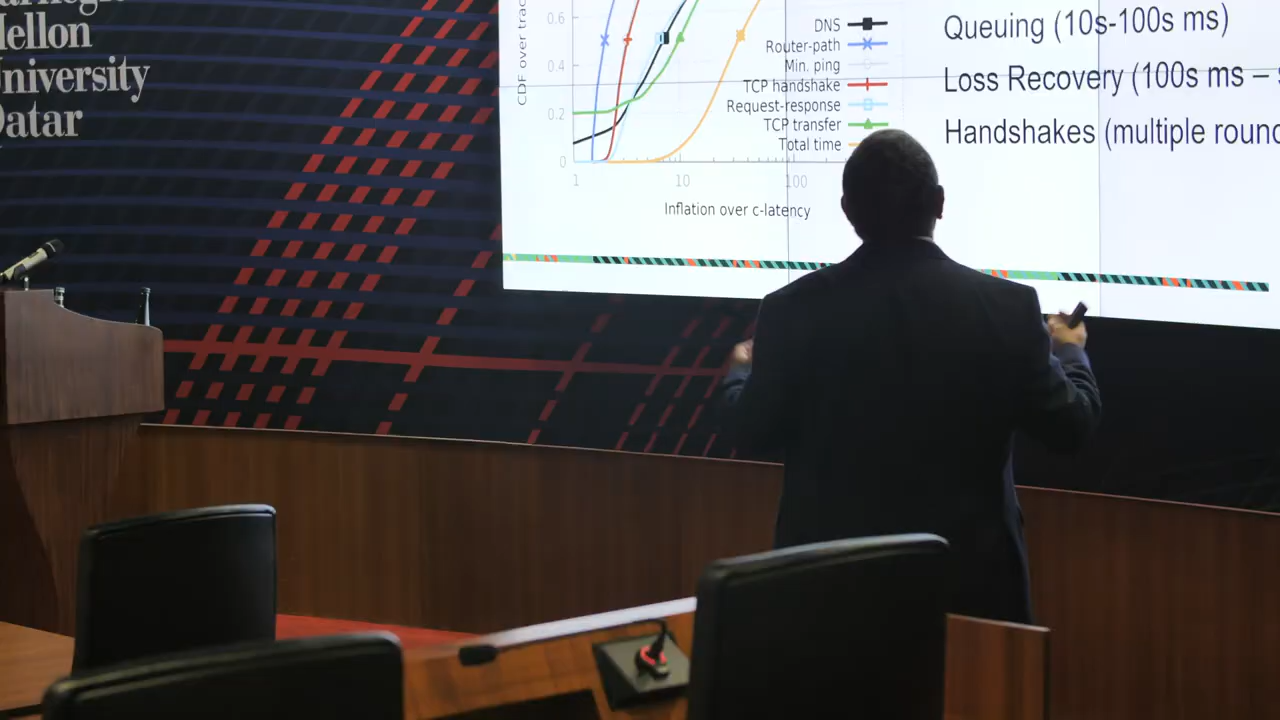 Mellon
University
Qatar
CDF over trac
0.6
0.4
0.2
0
1
10
100
Inflation over c-latency
DNS
Router-path
Min. ping
TCP handshake
Request-response
TCP transfer
Total time
Queuing (10s-100s ms)
Loss Recovery (100s ms –
Handshakes (multiple roun